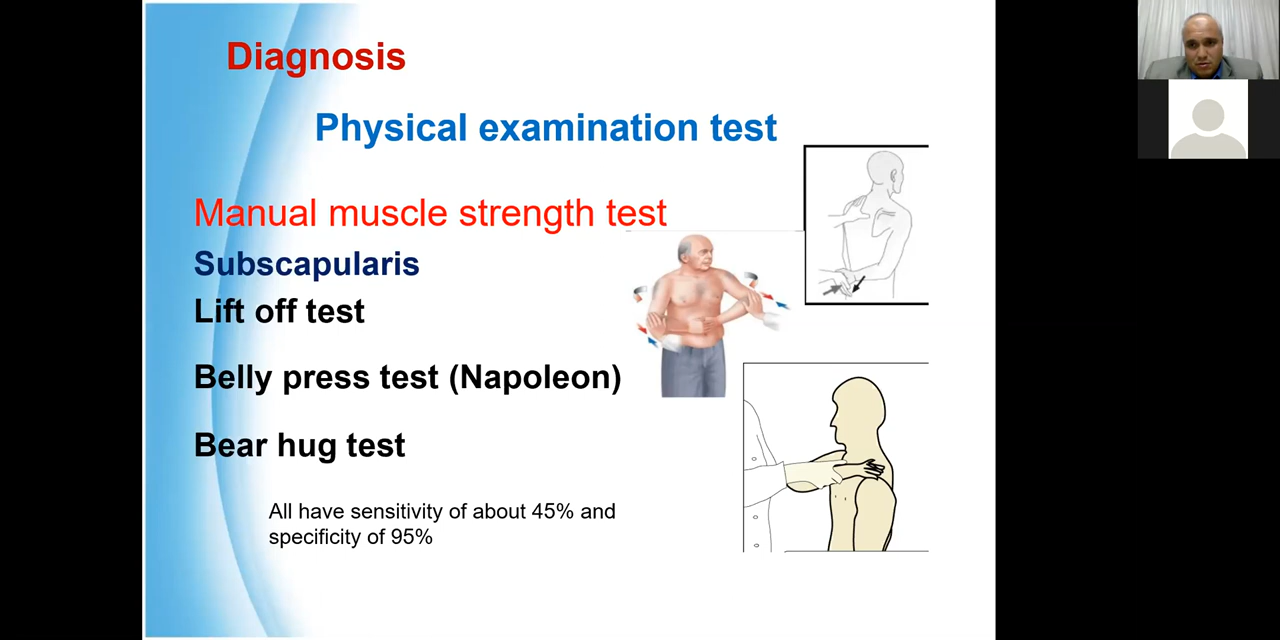 Diagnosis
Physical examination test
Manual muscle strength test
Subscapularis
Lift off test
Belly press test (Napoleon)
Bear hug test
All have sensitivity of about 45% and
specificity of 95%